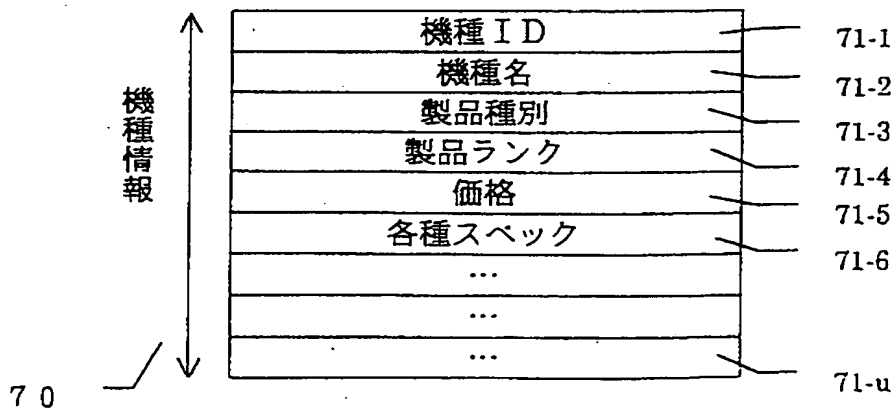 機種ＩＤ 71-1
機種名 71-2
製品種別 71-3
製品ランク 71-4
価格 71-5
各種スペック 71-6
…
…
… 71-u
機種情報
７０